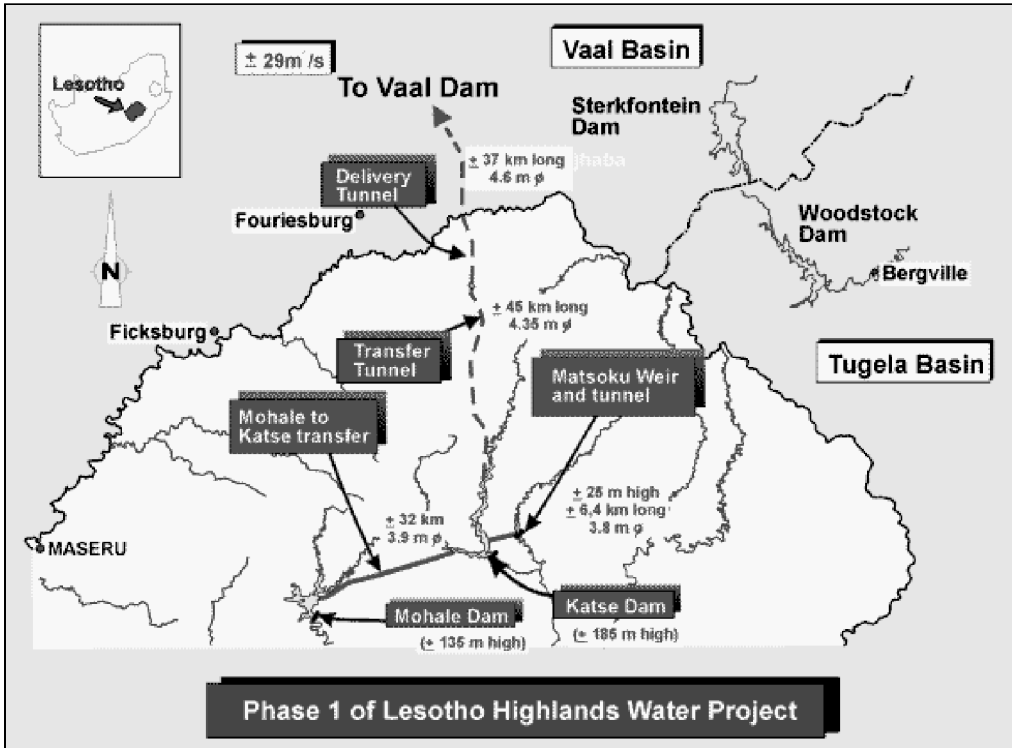 Lesotho
± 29m /s
Vaal Basin
To Vaal Dam
Sterkfontein
Dam
± 37 km long
4.6 m ø
Delivery
Tunnel
Fouriesburg
Woodstock
Dam
Bergville
N
± 45 km long
4.35 m ø
Ficksburg
Transfer
Tunnel
Matsoku Weir
and tunnel
Tugela Basin
Mohale to
Katse transfer
± 25 m high
± 6,4 km long
3.8 m ø
± 32 km
3.9 m ø
MASERU
Mohale Dam
(± 135 m high)
Katse Dam
(± 185 m high)
Phase 1 of Lesotho Highlands Water Project